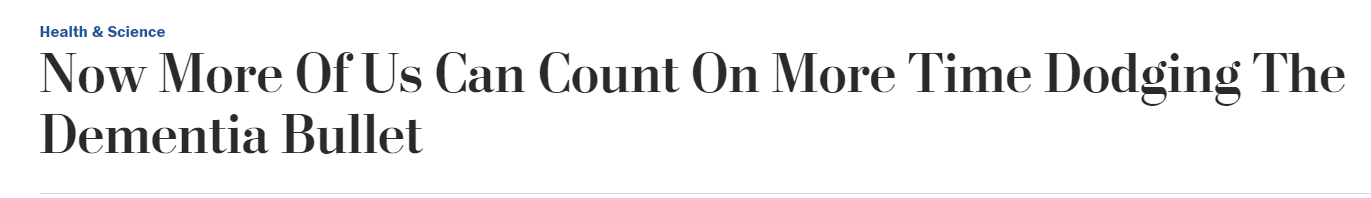 Health & Science
Now More Of Us Can Count On More Time Dodging The
Dementia Bullet